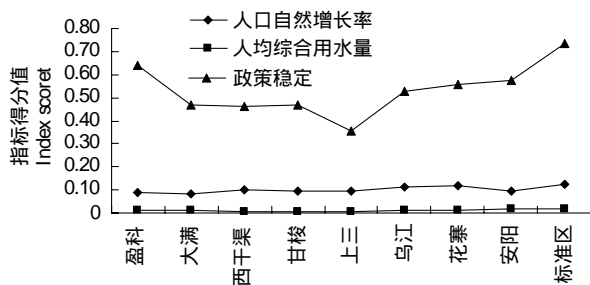 人口自然增长率
人均综合用水量
政策稳定
指标得分值
Index scoret
0.80
0.70
0.60
0.50
0.40
0.30
0.20
0.10
0
盈科
大满
西干渠
甘梭
上三
乌江
花寨
安阳
标准区